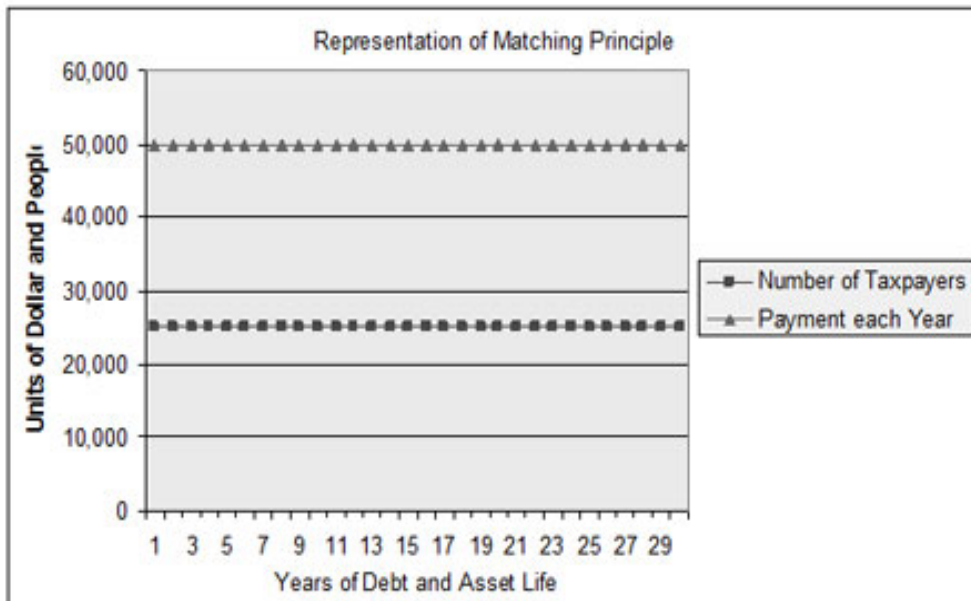 Representation of Matching Principle
60,000
50,000
40,000
30,000
20,000
10,000
0
Units of Dollar and People
1 3 5 7 9 11 13 15 17 19 21 23 25 27 29
Years of Debt and Asset Life
Number of Taxpayers
Payment each Year